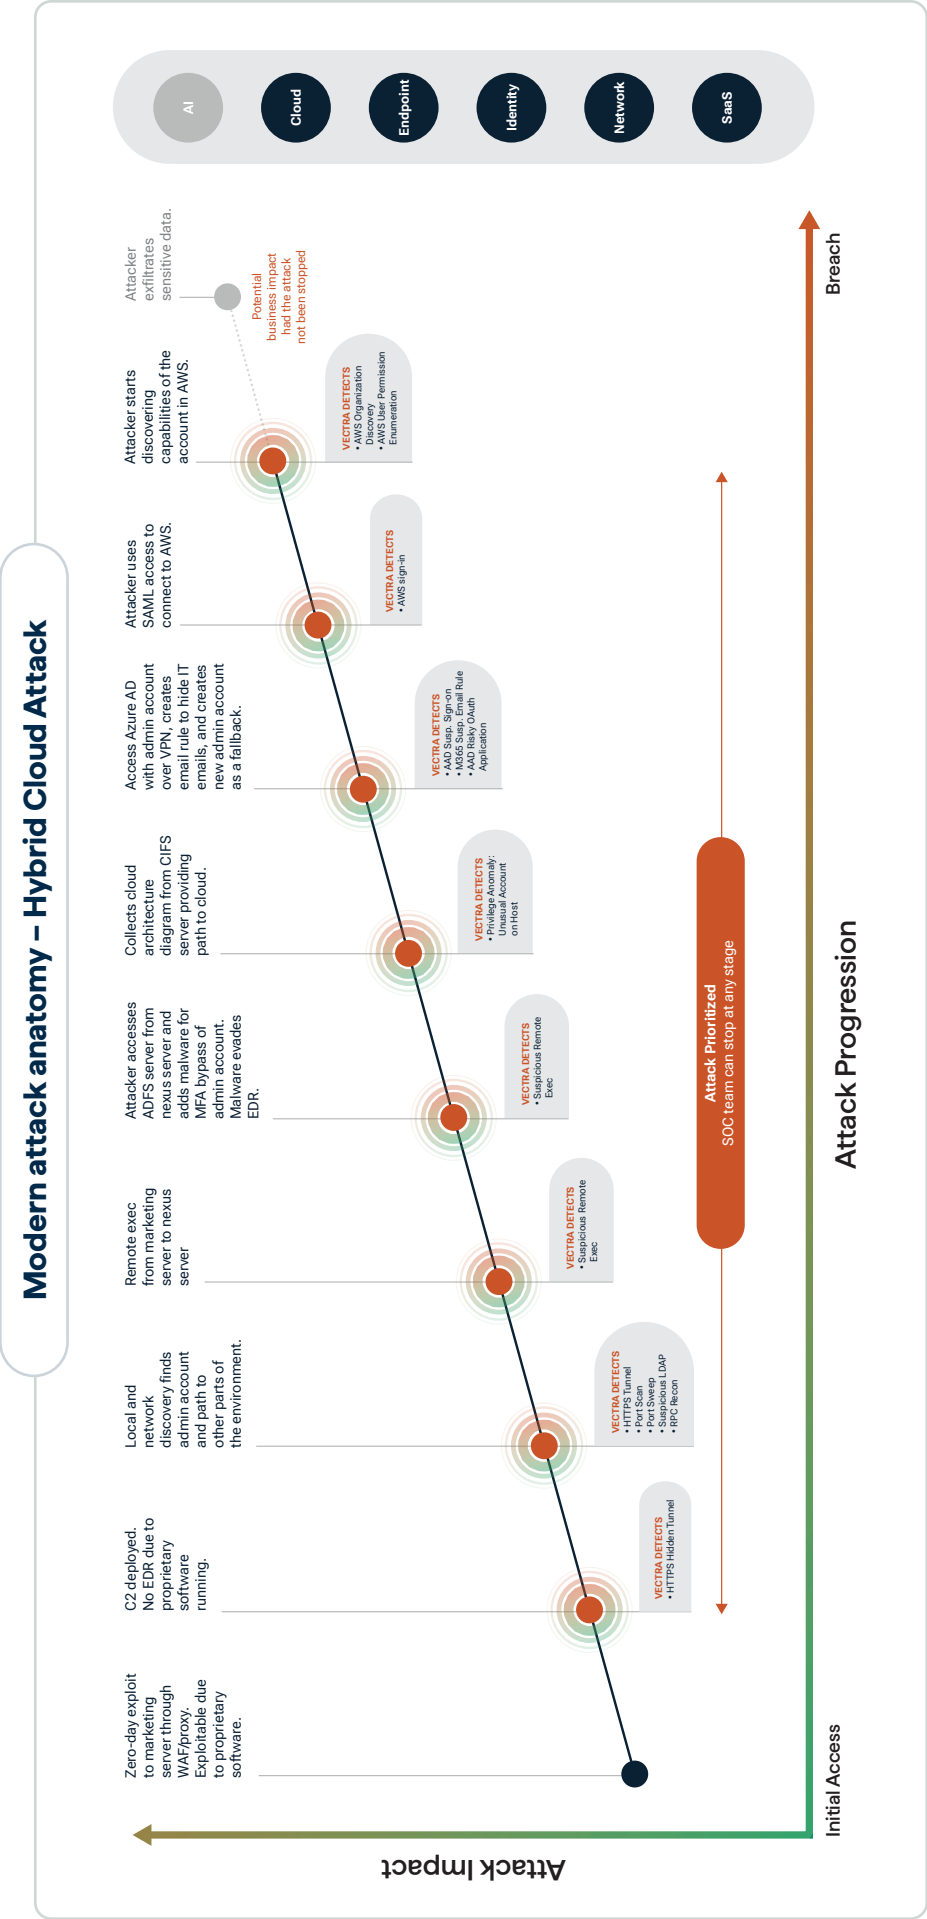 Modern attack anatomy – Hybrid Cloud Attack
Zero-day exploit
to marketing
server through
WAF/proxy.
Exploitable due
to proprietary
software.
C2 deployed.
No EDR due to
proprietary
software
running.
VECTRA DETECTS
• HTTPS Hidden Tunnel
Local and
network
discovery finds
admin account
and path to
other parts of
the environment.
VECTRA DETECTS
• HTTPS Tunnel
• Port Scan
• Port Sweep
• Suspicious LDAP
• RPC Recon
Remote exec
from marketing
server to nexus
server
VECTRA DETECTS
• Suspicious Remote
Exec
Attacker accesses
ADFS server from
nexus server and
adds malware for
MFA bypass of
admin account.
Malware evades
EDR.
VECTRA DETECTS
• Suspicious Remote
Exec
Collects cloud
architecture
diagram from CIFS
server providing
path to cloud.
VECTRA DETECTS
• Privilege Anomaly:
Unusual Account
on Host
Access Azure AD
with admin account
over VPN, creates
email rule to hide IT
emails, and creates
new admin account
as a fallback.
VECTRA DETECTS
• AAD Susp. Sign-on
• M365 Susp. Email Rule
• AAD Risky OAuth
Application
Attacker uses
SAML access to
connect to AWS.
VECTRA DETECTS
• AWS sign-in
Attacker starts
discovering
capabilities of the
account in AWS.
VECTRA DETECTS
• AWS Organization
Discovery
• AWS User Permission
Enumeration
Attacker
exfiltrates
sensitive data.
Potential
business impact
had the attack
not been stopped
AI
Cloud
Endpoint
Identity
Network
SaaS
Attack Prioritized
SOC team can stop at any stage
Attack Impact
Initial Access
Attack Progression
Breach